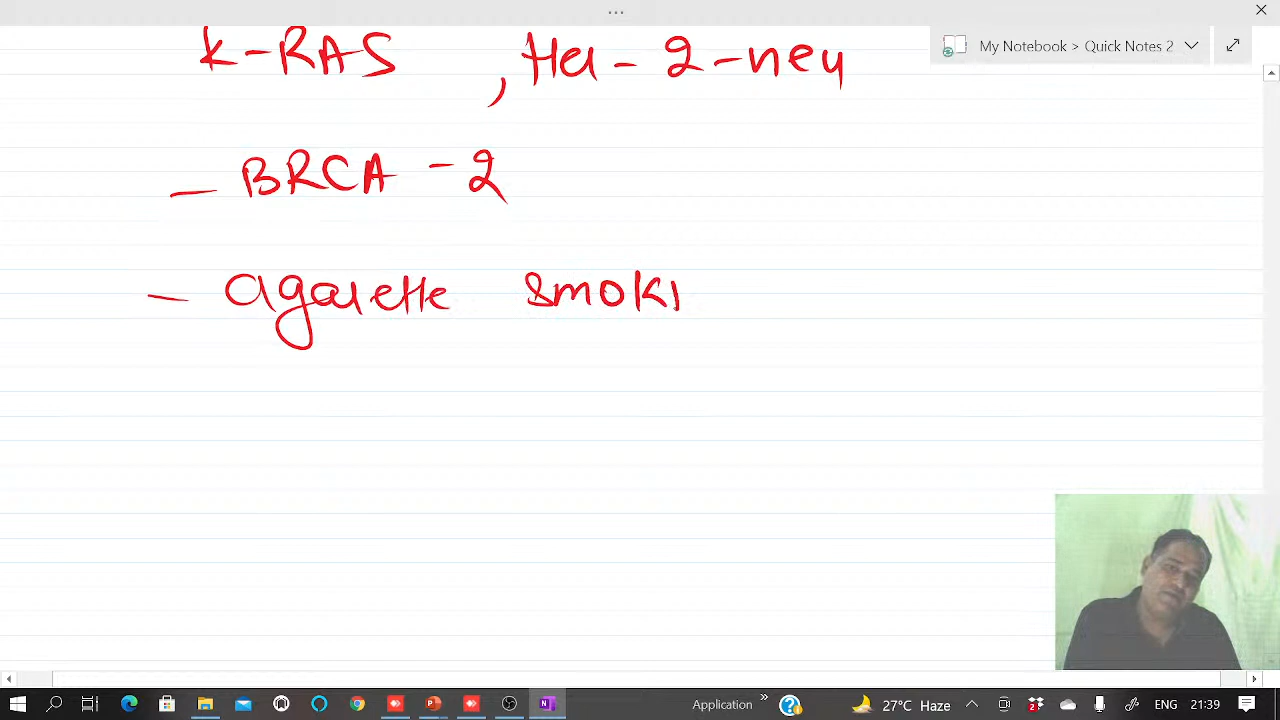 ...
My Notebook > Quick Notes 2
K-RAS , Her-2-neu
- BRCA-2
- Cigarette smoki
Application
27°C Haze
ENG
21:39